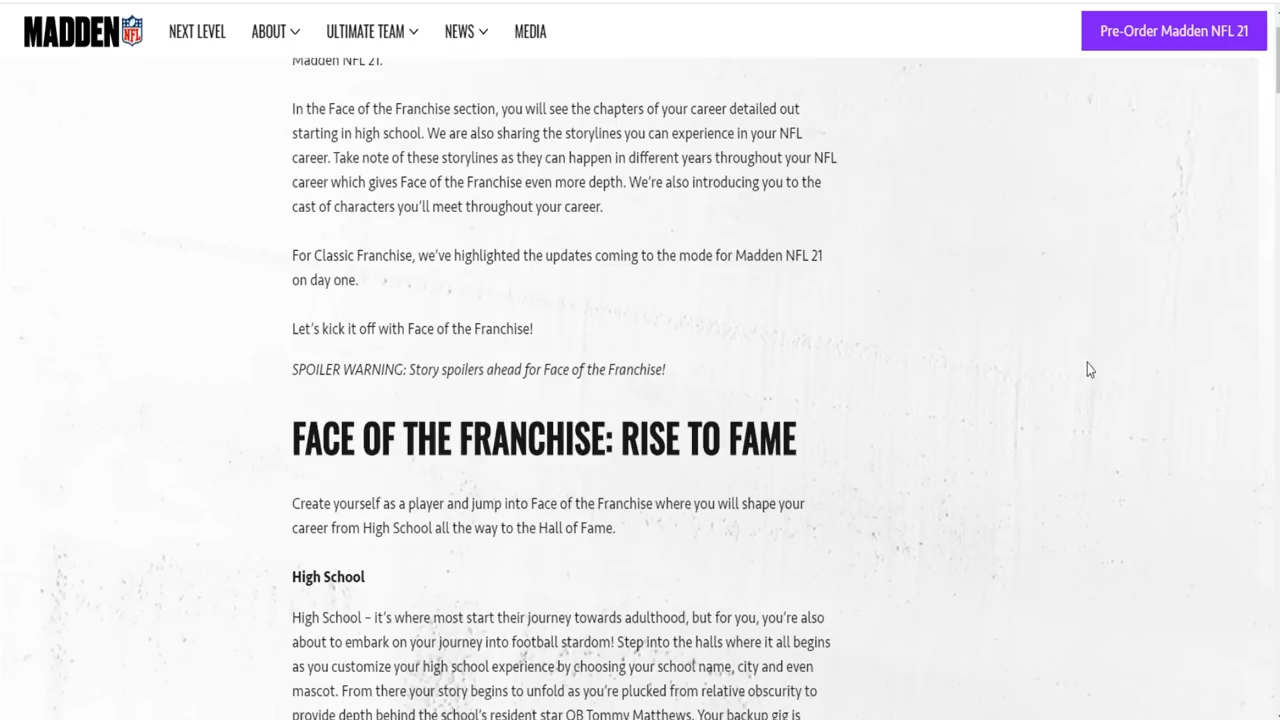 MADDEN NFL NEXT LEVEL ABOUT ULTIMATE TEAM NEWS MEDIA Pre-Order Madden NFL 21
Madden NFL 21.
In the Face of the Franchise section, you will see the chapters of your career detailed out
starting in high school. We are also sharing the storylines you can experience in your NFL
career. Take note of these storylines as they can happen in different years throughout your NFL
career which gives Face of the Franchise even more depth. We’re also introducing you to the
cast of characters you’ll meet throughout your career.
For Classic Franchise, we’ve highlighted the updates coming to the mode for Madden NFL 21
on day one.
Let’s kick it off with Face of the Franchise!
SPOILER WARNING: Story spoilers ahead for Face of the Franchise!
FACE OF THE FRANCHISE: RISE TO FAME
Create yourself as a player and jump into Face of the Franchise where you will shape your
career from High School all the way to the Hall of Fame.
High School
High School – it’s where most start their journey towards adulthood, but for you, you’re also
about to embark on your journey into football stardom! Step into the halls where it all begins
as you customize your high school experience by choosing your school name, city and even
mascot. From there your story begins to unfold as you’re plucked from relative obscurity to
provide depth behind the school’s resident star QB Tommy Matthews. Your backup gig is